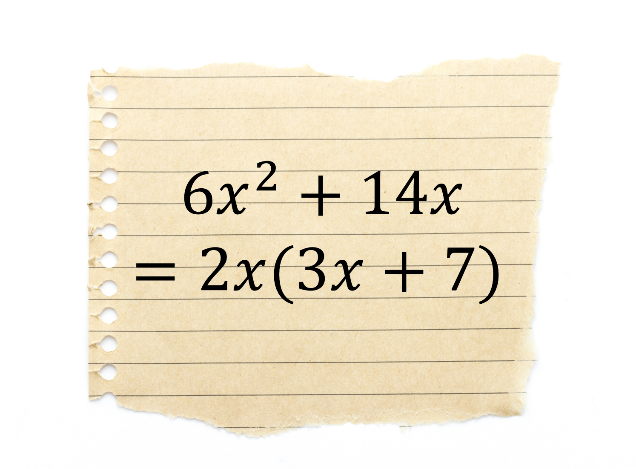 6x² + 14x
= 2x(3x + 7)